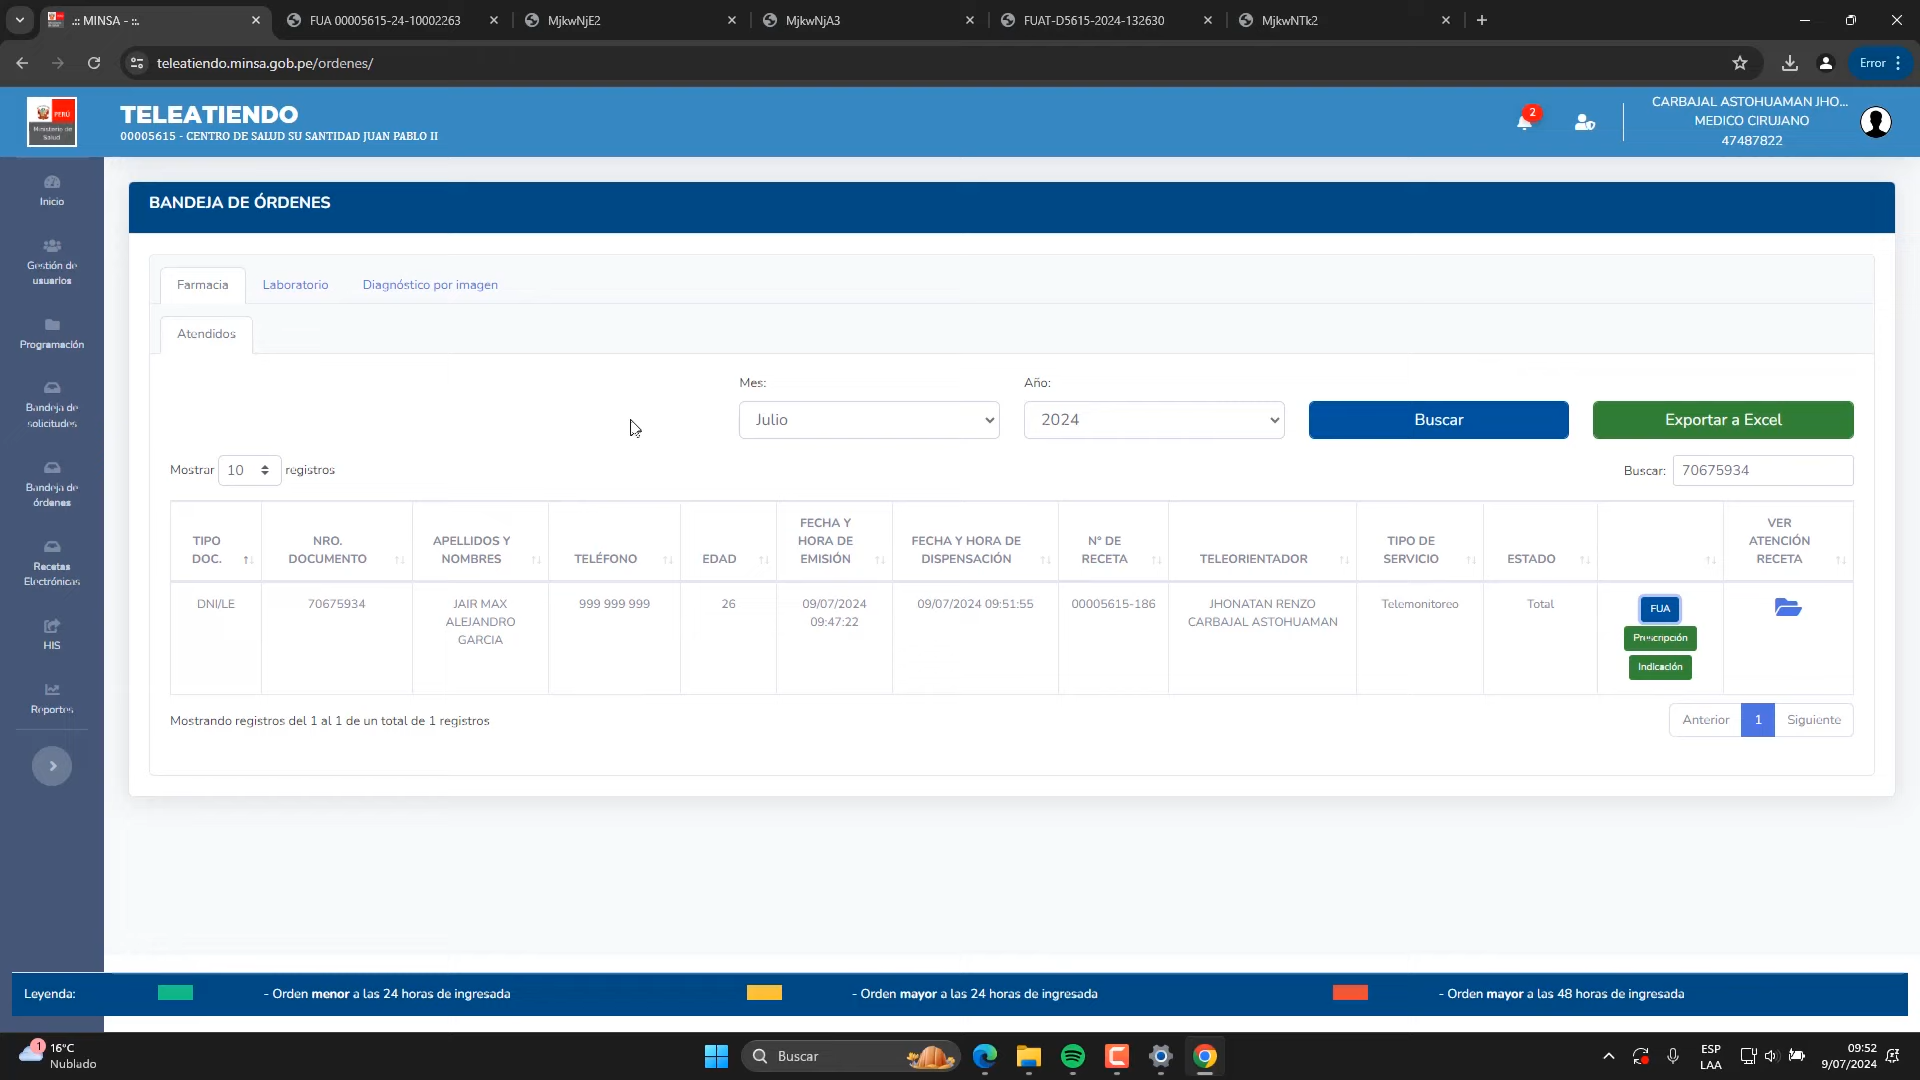 .:: MINSA - ::.
FUA 00005615-24-10002263
MjkwNjE2
MjkwNjA3
FUAT-D5615-2024-132630
MjkwNTk2
teleatiendo.minsa.gob.pe/ordenes/
Error
PERÚ
Ministerio de
Salud
TELEATIENDO
00005615 - CENTRO DE SALUD SU SANTIDAD JUAN PABLO II
2
CARBAJAL ASTOHUAMAN JHO...
MEDICO CIRUJANO
47487822
Inicio
Gestión de
usuarios
Programación
Bandeja de
solicitudes
Bandeja de
órdenes
Recetas
Electrónicas
HIS
Reportes
BANDEJA DE ÓRDENES
Farmacia Laboratorio Diagnóstico por imagen
Atendidos
Mes: Año:
Julio 2024 Buscar Exportar a Excel
Mostrar 10 registros Buscar: 70675934
TIPO DOC.
NRO. DOCUMENTO
APELLIDOS Y NOMBRES
TELÉFONO
EDAD
FECHA Y HORA DE EMISIÓN
FECHA Y HORA DE DISPENSACIÓN
N° DE RECETA
TELEORIENTADOR
TIPO DE SERVICIO
ESTADO
VER ATENCIÓN RECETA
DNI/LE
70675934
JAIR MAX
ALEJANDRO
GARCIA
999 999 999
26
09/07/2024
09:47:22
09/07/2024 09:51:55
00005615-186
JHONATAN RENZO
CARBAJAL ASTOHUAMAN
Telemonitoreo
Total
FUA
Prescripción
Indicación
Mostrando registros del 1 al 1 de un total de 1 registros
Anterior 1 Siguiente
Leyenda: - Orden menor a las 24 horas de ingresada - Orden mayor a las 24 horas de ingresada - Orden mayor a las 48 horas de ingresada
1
16°C
Nublado
Buscar
ESP
LAA
09:52
9/07/2024